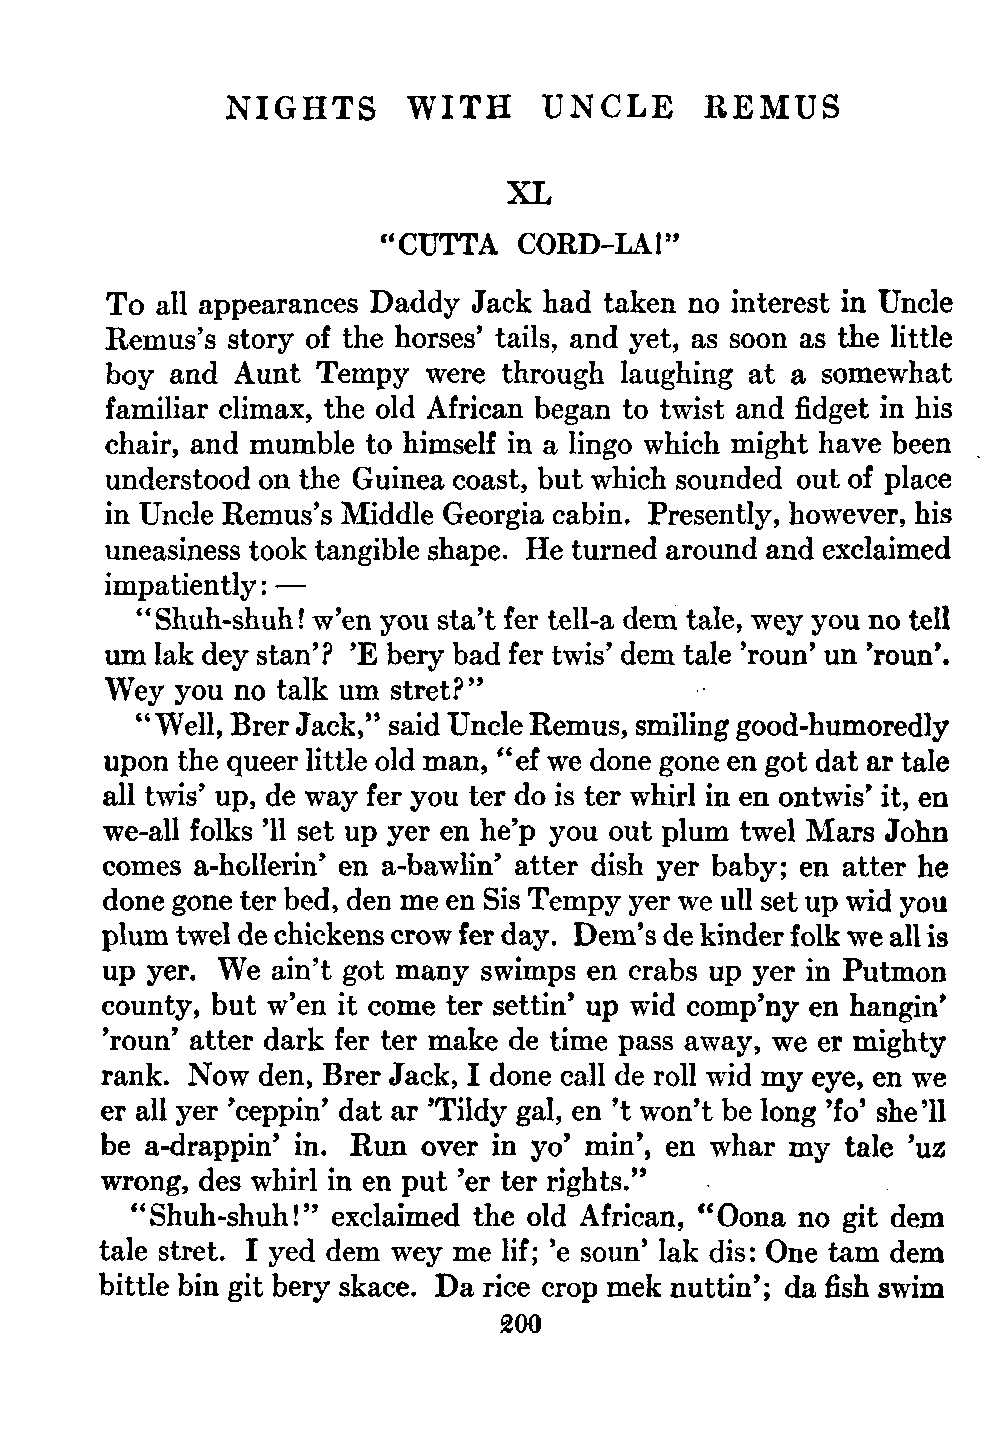 NIGHTS WITH UNCLE REMUS
XL
“CUTTA CORD-LA!”
To all appearances Daddy Jack had taken no interest in Uncle
Remus’s story of the horses’ tails, and yet, as soon as the little
boy and Aunt Tempy were through laughing at a somewhat
familiar climax, the old African began to twist and fidget in his
chair, and mumble to himself in a lingo which might have been
understood on the Guinea coast, but which sounded out of place
in Uncle Remus’s Middle Georgia cabin. Presently, however, his
uneasiness took tangible shape. He turned around and exclaimed
impatiently: —
“Shuh-shuh! w’en you sta’t fer tell-a dem tale, wey you no tell
um lak dey stan’? ’E bery bad fer twis’ dem tale ’roun’ un ’roun’.
Wey you no talk um stret?”
“Well, Brer Jack,” said Uncle Remus, smiling good-humoredly
upon the queer little old man, “ef we done gone en got dat ar tale
all twis’ up, de way fer you ter do is ter whirl in en ontwis’ it, en
we-all folks ’ll set up yer en he’p you out plum twel Mars John
comes a-hollerin’ en a-bawlin’ atter dish yer baby; en atter he
done gone ter bed, den me en Sis Tempy yer we ull set up wid you
plum twel de chickens crow fer day. Dem’s de kinder folk we all is
up yer. We ain’t got many swimps en crabs up yer in Putmon
county, but w’en it come ter settin’ up wid comp’ny en hangin’
’roun’ atter dark fer ter make de time pass away, we er mighty
rank. Now den, Brer Jack, I done call de roll wid my eye, en we
er all yer ’ceppin’ dat ar ’Tildy gal, en ’t won’t be long ’fo’ she’ll
be a-drappin’ in. Run over in yo’ min’, en whar my tale ’uz
wrong, des whirl in en put ’er ter rights.”
“Shuh-shuh!” exclaimed the old African, “Oona no git dem
tale stret. I yed dem wey me lif; ’e soun’ lak dis: One tam dem
bittle bin git bery skace. Da rice crop mek nuttin’; da fish swim
200